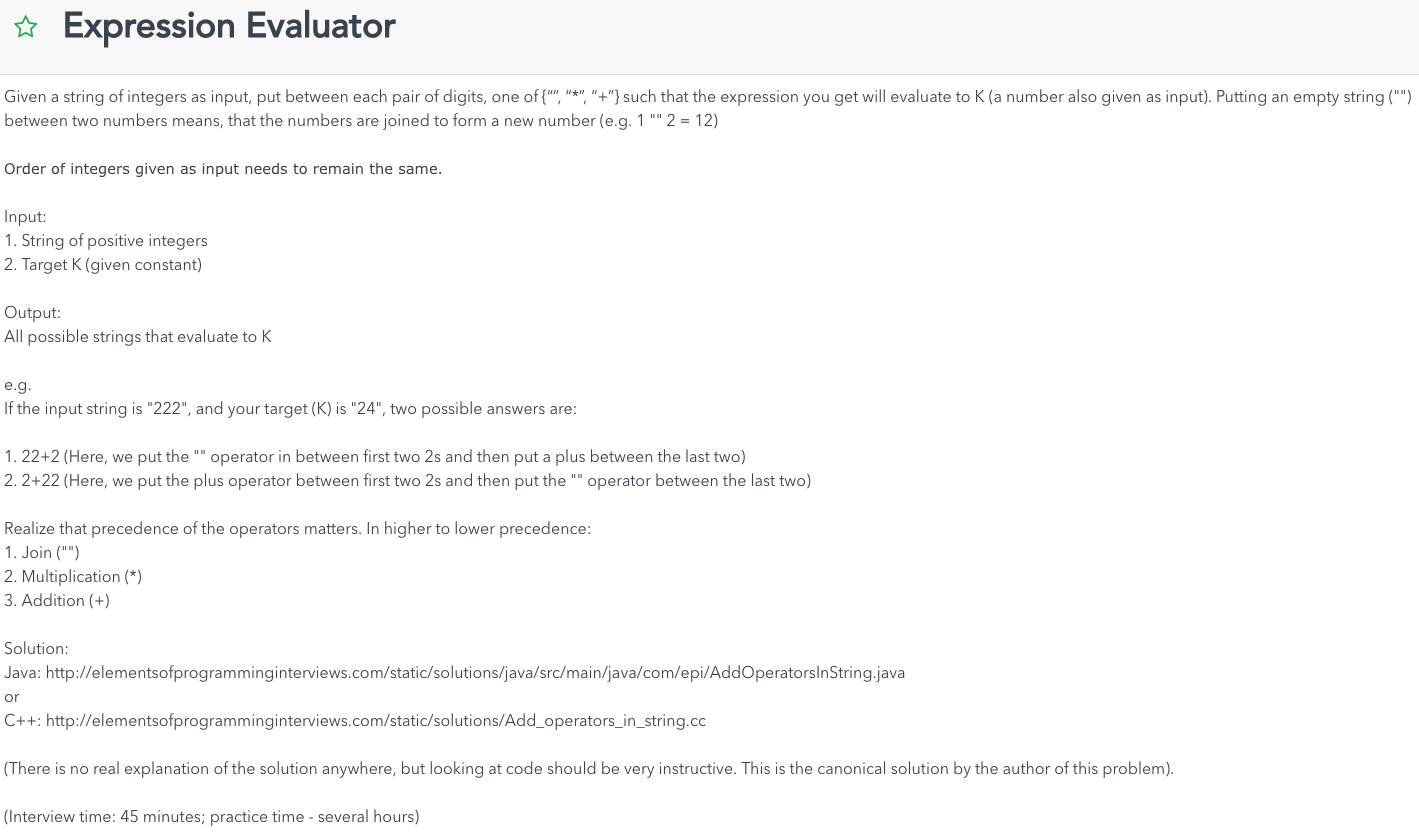 Expression Evaluator
Given a string of integers as input, put between each pair of digits, one of {“”, “*”, “+”} such that the expression you get will evaluate to K (a number also given as input). Putting an empty string ("")
between two numbers means, that the numbers are joined to form a new number (e.g. 1 "" 2 = 12)
Order of integers given as input needs to remain the same.
Input:
1. String of positive integers
2. Target K (given constant)
Output:
All possible strings that evaluate to K
e.g.
If the input string is "222", and your target (K) is "24", two possible answers are:
1. 22+2 (Here, we put the "" operator in between first two 2s and then put a plus between the last two)
2. 2+22 (Here, we put the plus operator between first two 2s and then put the "" operator between the last two)
Realize that precedence of the operators matters. In higher to lower precedence:
1. Join ("")
2. Multiplication (*)
3. Addition (+)
Solution:
Java: http://elementsofprogramminginterviews.com/static/solutions/java/src/main/java/com/epi/AddOperatorsInString.java
or
C++: http://elementsofprogramminginterviews.com/static/solutions/Add_operators_in_string.cc
(There is no real explanation of the solution anywhere, but looking at code should be very instructive. This is the canonical solution by the author of this problem).
(Interview time: 45 minutes; practice time - several hours)